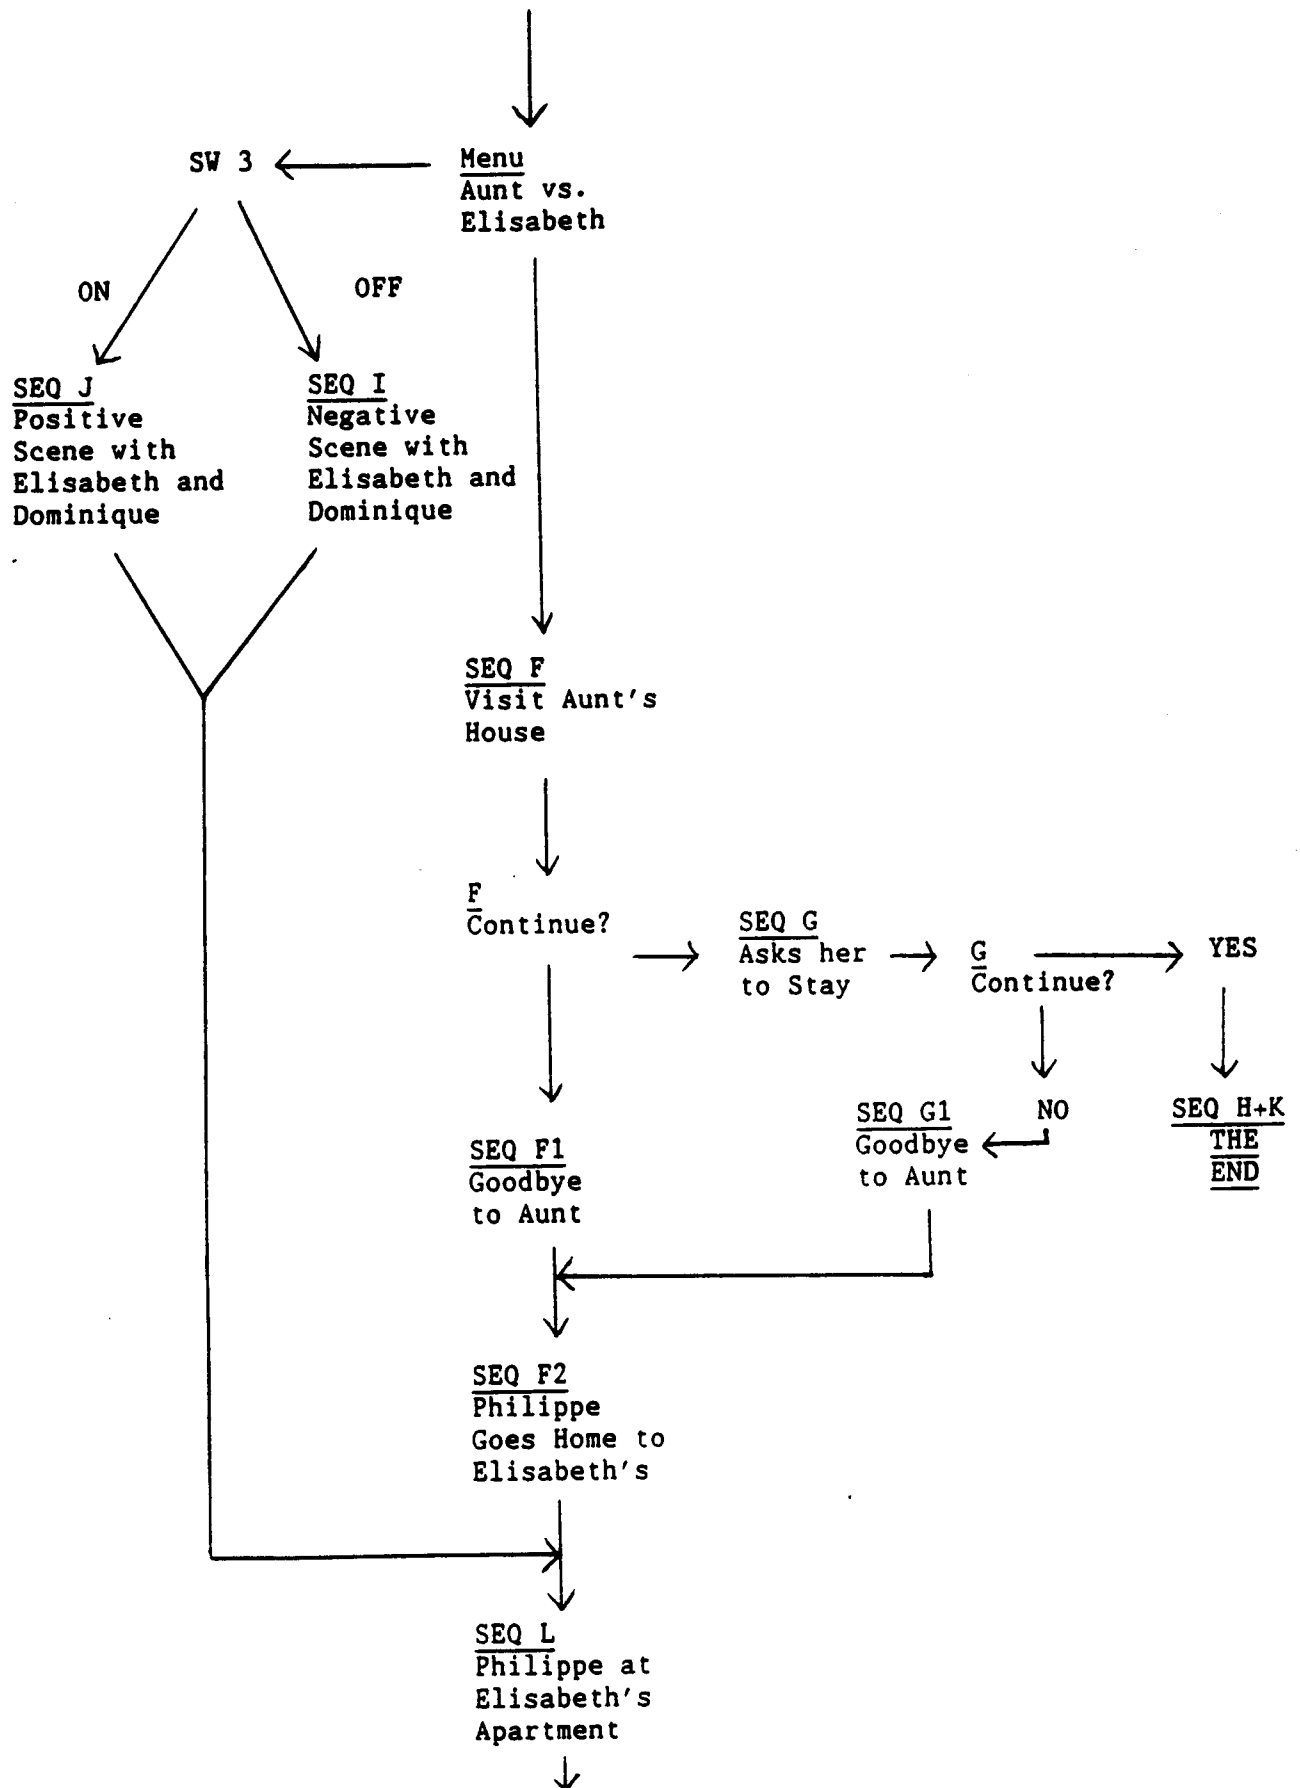 SW 3
Menu
Aunt vs.
Elisabeth
ON
OFF
SEQ J
Positive
Scene with
Elisabeth and
Dominique
SEQ I
Negative
Scene with
Elisabeth and
Dominique
SEQ F
Visit Aunt's
House
F
Continue?
SEQ G
Asks her
to Stay
G
Continue?
YES
SEQ F1
Goodbye
to Aunt
SEQ G1
Goodbye
to Aunt
NO
SEQ H+K
THE
END
SEQ F2
Philippe
Goes Home to
Elisabeth's
SEQ L
Philippe at
Elisabeth's
Apartment